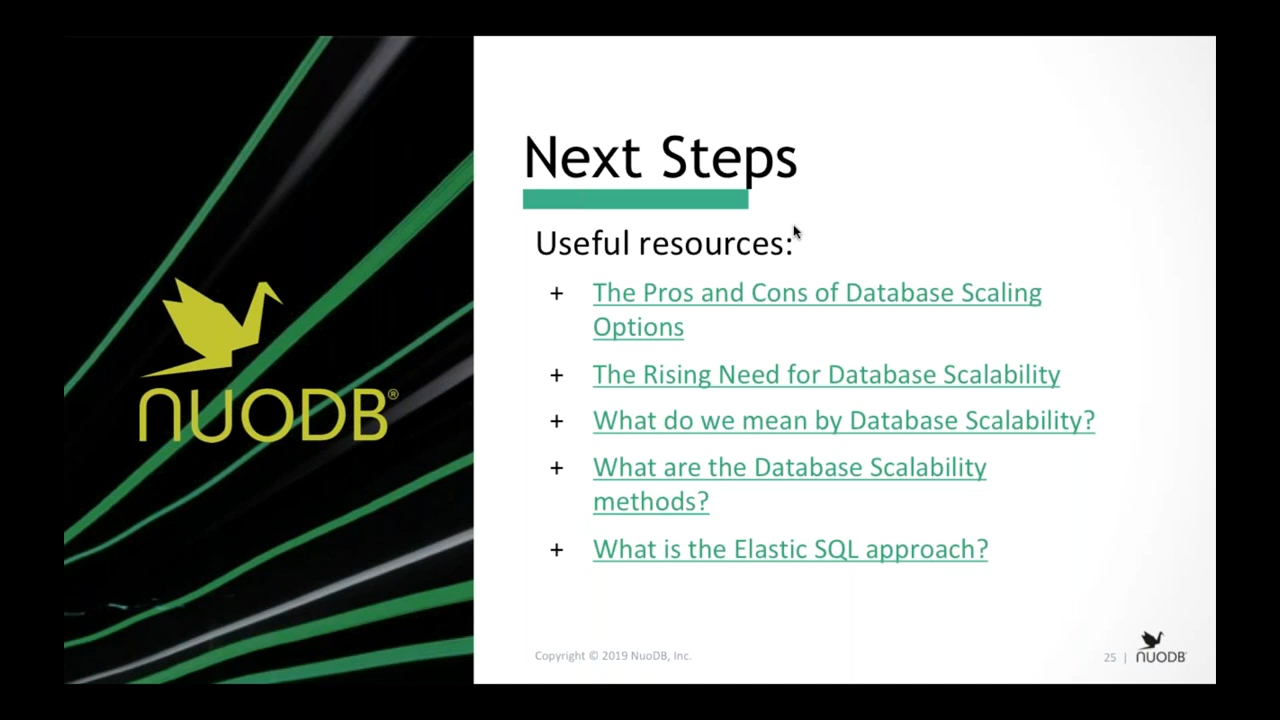 NUODB®
Next Steps
Useful resources:
+ The Pros and Cons of Database Scaling
Options
+ The Rising Need for Database Scalability
+ What do we mean by Database Scalability?
+ What are the Database Scalability
methods?
+ What is the Elastic SQL approach?
Copyright © 2019 NuoDB, Inc.
25 | NUODB